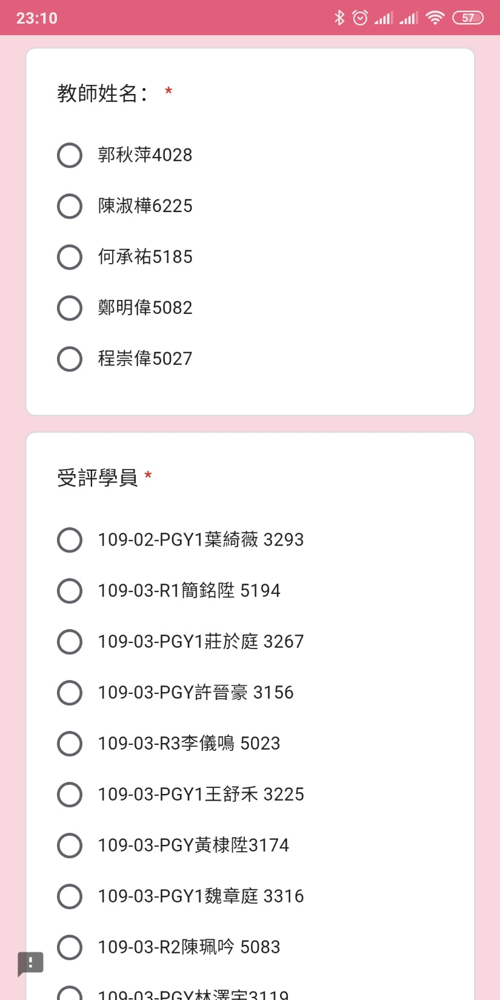 23:10
57
教師姓名： *
郭秋萍4028
陳淑樺6225
何承祐5185
鄭明偉5082
程崇偉5027
受評學員 *
109-02-PGY1葉綺薇 3293
109-03-R1簡銘陞 5194
109-03-PGY1莊於庭 3267
109-03-PGY許晉豪 3156
109-03-R3李儀鳴 5023
109-03-PGY1王舒禾 3225
109-03-PGY黃棣陞3174
109-03-PGY1魏章庭 3316
109-03-R2陳珮吟 5083
109-03-PGY林澤宇3119